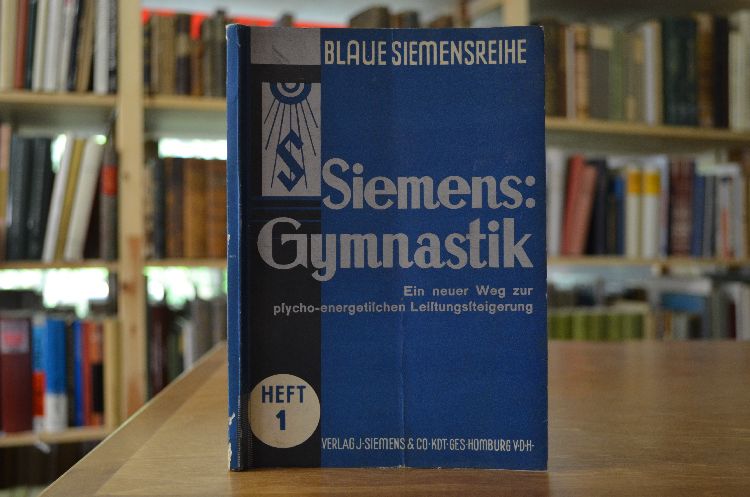 BLAUE SIEMENSREIHE
S
Siemens:
Gymnastik
Ein neuer Weg zur
pſycho-energetiſchen Leiſtungsſteigerung
HEFT
1
VERLAG J·SIEMENS & CO·KDT·GES·HOMBURG V·D·H·